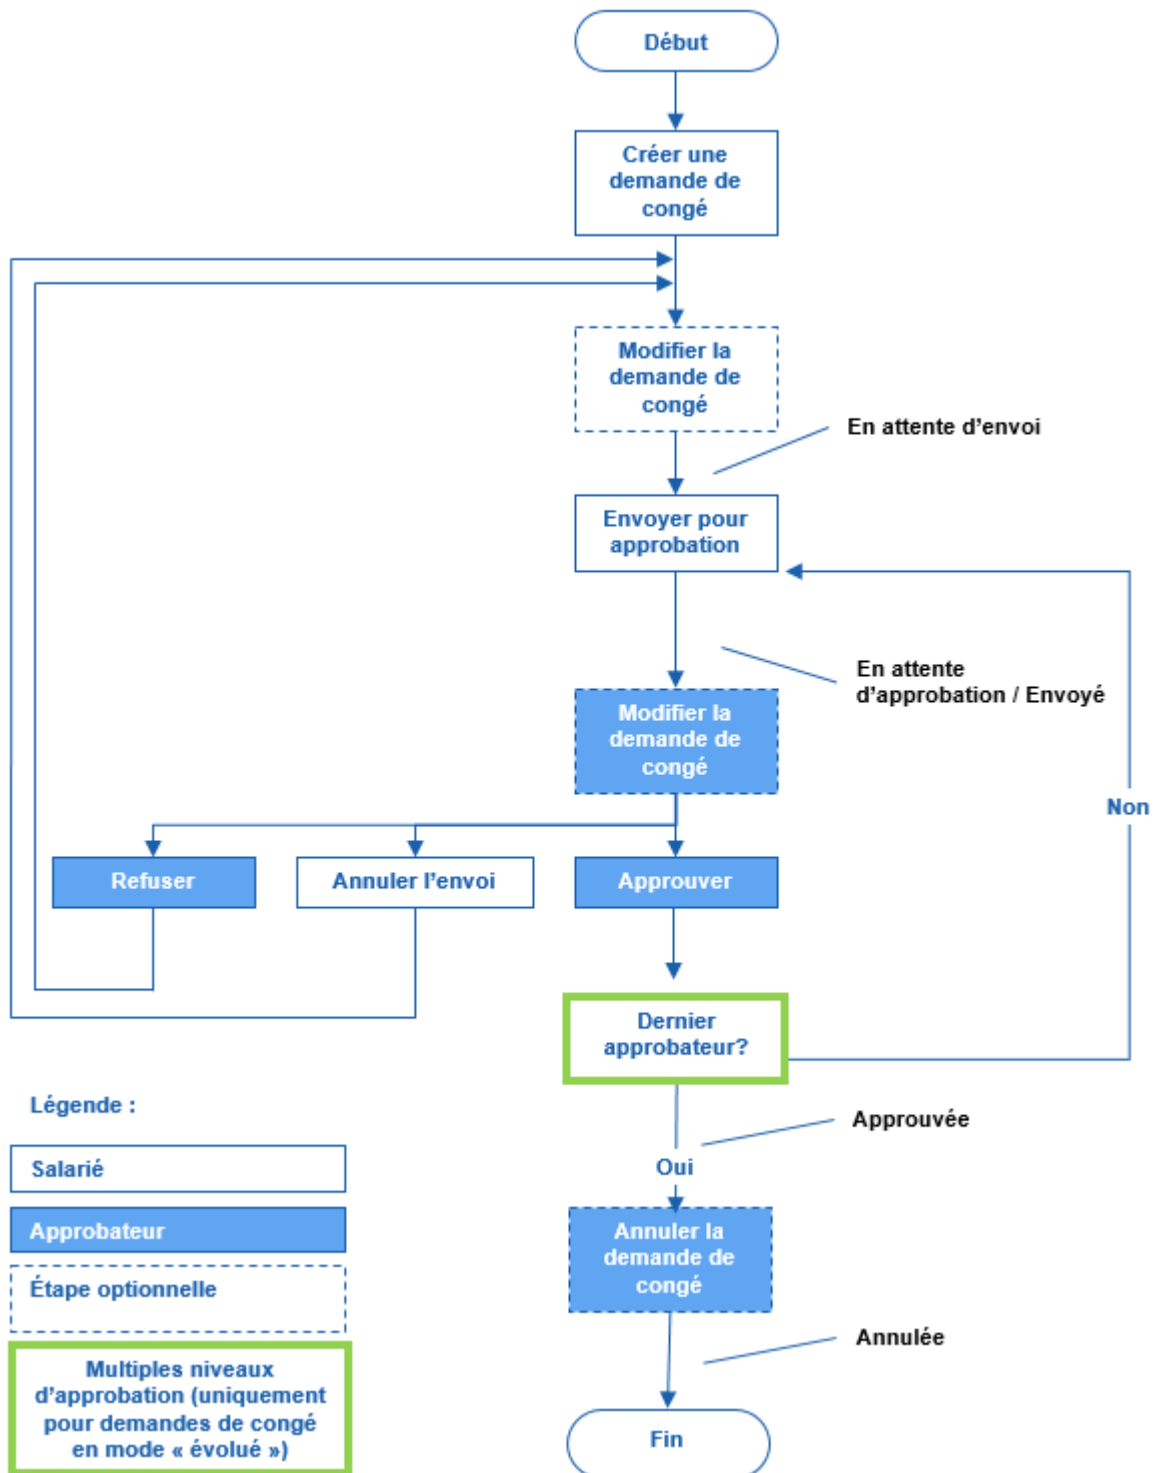 Début
Créer une
demande de
congé
Modifier la
demande de
congé
En attente d’envoi
Envoyer pour
approbation
En attente
d’approbation / Envoyé
Modifier la
demande de
congé
Non
Refuser
Annuler l’envoi
Approuver
Dernier
approbateur?
Légende :
Approuvée
Salarié
Oui
Approbateur
Annuler la
demande de
congé
Étape optionnelle
Annulée
Multiples niveaux
d’approbation (uniquement
pour demandes de congé
en mode « évolué »)
Fin